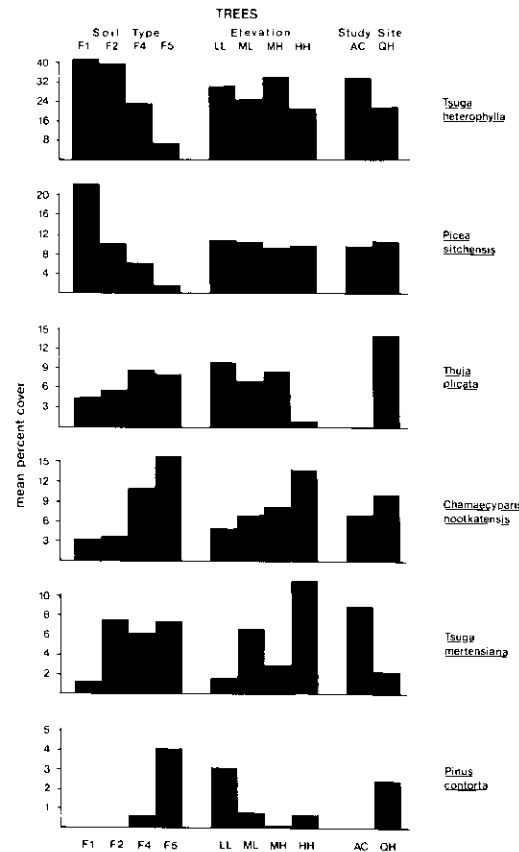 TREES
Soil Type Elevation Study Site
F1 F2 F4 F5 LL ML MH HH AC QH
40
32
24
16
8
Tsuga
heterophylla
20
16
12
8
4
Picea
sitchensis
15
12
9
6
3
Thuja
plicata
mean percent cover
15
12
9
6
3
Chamaecyparis
nootkatensis
10
8
6
4
2
Tsuga
mertensiana
5
4
3
2
1
Pinus
contorta
F1 F2 F4 F5 LL ML MH HH AC QH